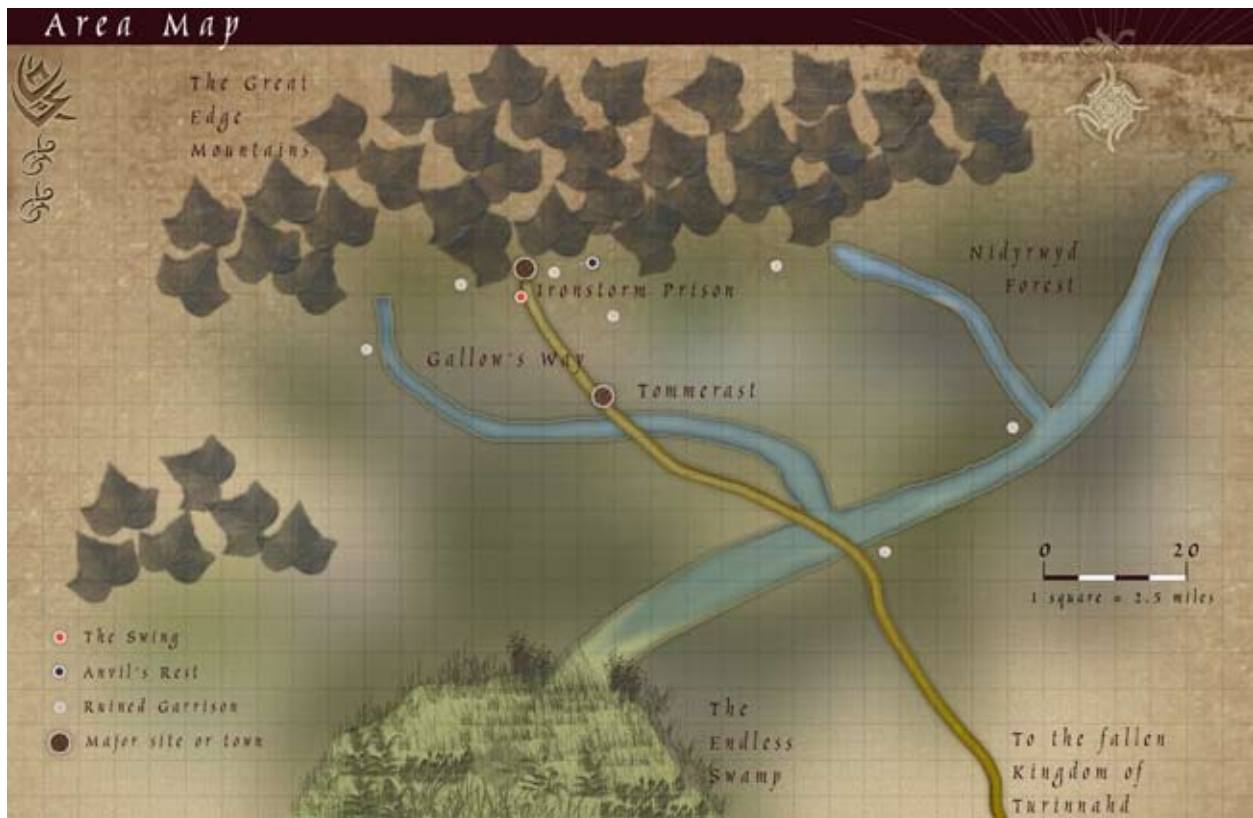 Area Map
The Great
Edge
Mountains
Nidyrwyd
Forest
Ironstorm Prison
Gallow's Way
Tommerast
0 20
1 square = 2.5 miles
The Swing
Anvil's Rest
Ruined Garrison
Major site or town
The
Endless
Swamp
To the fallen
Kingdom of
Turinnahd